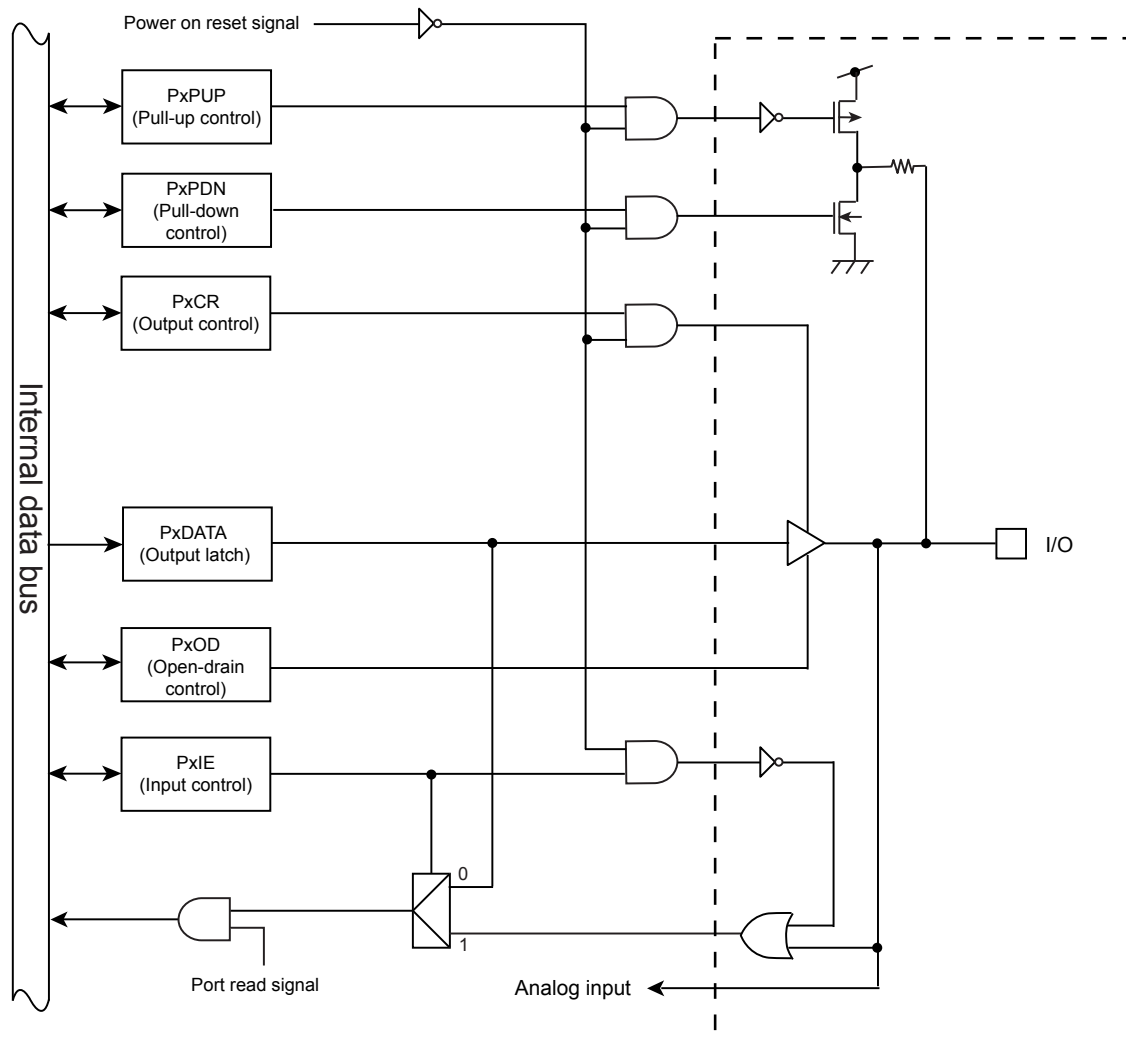 Power on reset signal
PxPUP
(Pull-up control)
PxPDN
(Pull-down
control)
PxCR
(Output control)
Internal data bus
PxDATA
(Output latch)
I/O
PxOD
(Open-drain
control)
PxIE
(Input control)
0
1
Port read signal
Analog input